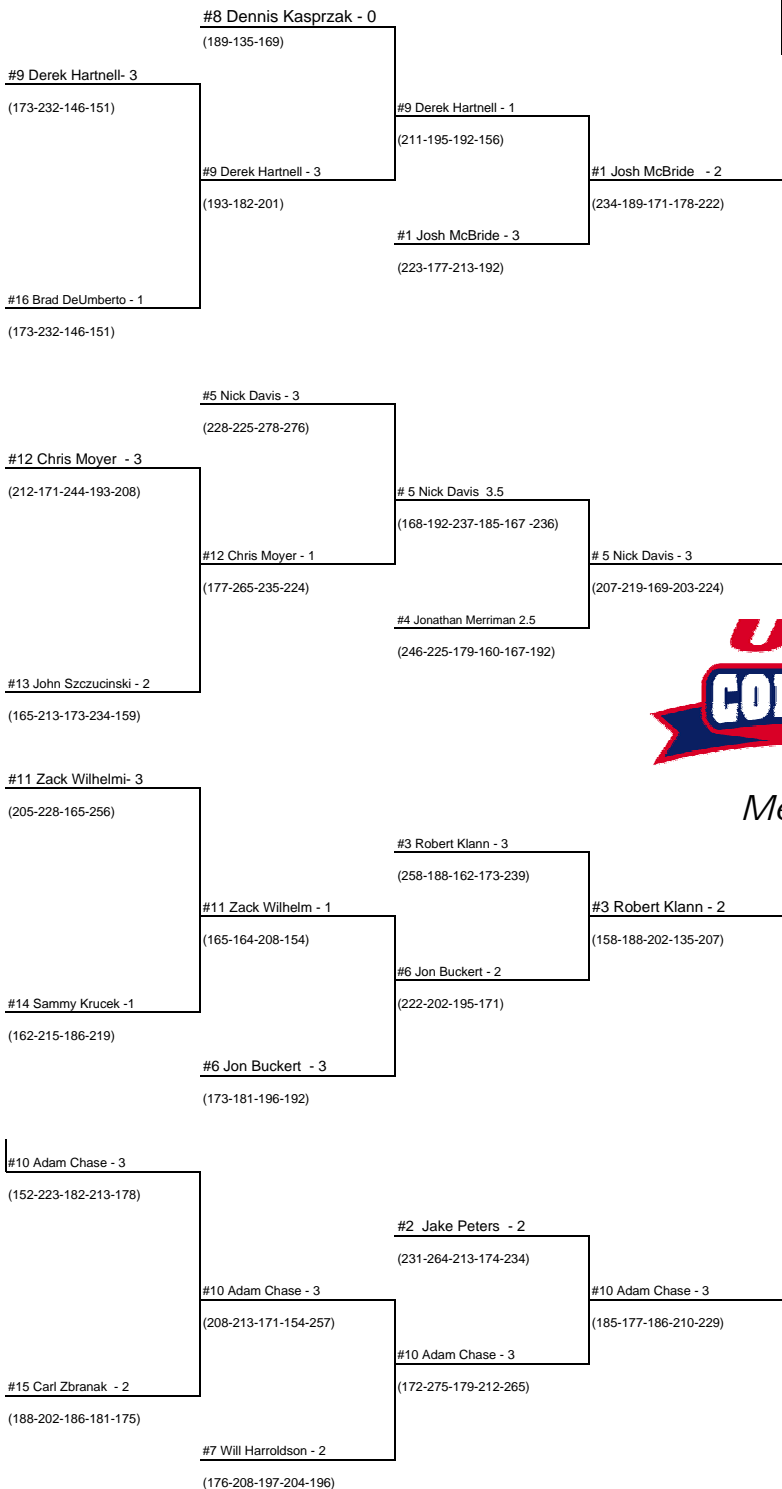 #8 Dennis Kasprzak - 0
(189-135-169)
#9 Derek Hartnell- 3
(173-232-146-151)
#9 Derek Hartnell - 1
(211-195-192-156)
#9 Derek Hartnell - 3
(193-182-201)
#1 Josh McBride - 2
(234-189-171-178-222)
#1 Josh McBride - 3
(223-177-213-192)
#16 Brad DeUmberto - 1
(173-232-146-151)
#5 Nick Davis - 3
(228-225-278-276)
#12 Chris Moyer - 3
(212-171-244-193-208)
# 5 Nick Davis 3.5
(168-192-237-185-167 -236)
#12 Chris Moyer - 1
(177-265-235-224)
# 5 Nick Davis - 3
(207-219-169-203-224)
#4 Jonathan Merriman 2.5
(246-225-179-160-167-192)
#13 John Szczucinski - 2
(165-213-173-234-159)
#11 Zack Wilhelmi- 3
(205-228-165-256)
#3 Robert Klann - 3
(258-188-162-173-239)
#11 Zack Wilhelm - 1
(165-164-208-154)
#3 Robert Klann - 2
(158-188-202-135-207)
#6 Jon Buckert - 2
(222-202-195-171)
#14 Sammy Krucek -1
(162-215-186-219)
#6 Jon Buckert - 3
(173-181-196-192)
#10 Adam Chase - 3
(152-223-182-213-178)
#2 Jake Peters - 2
(231-264-213-174-234)
#10 Adam Chase - 3
(208-213-171-154-257)
#10 Adam Chase - 3
(185-177-186-210-229)
#10 Adam Chase - 3
(172-275-179-212-265)
#15 Carl Zbranak - 2
(188-202-186-181-175)
#7 Will Harroldson - 2
(176-208-197-204-196)